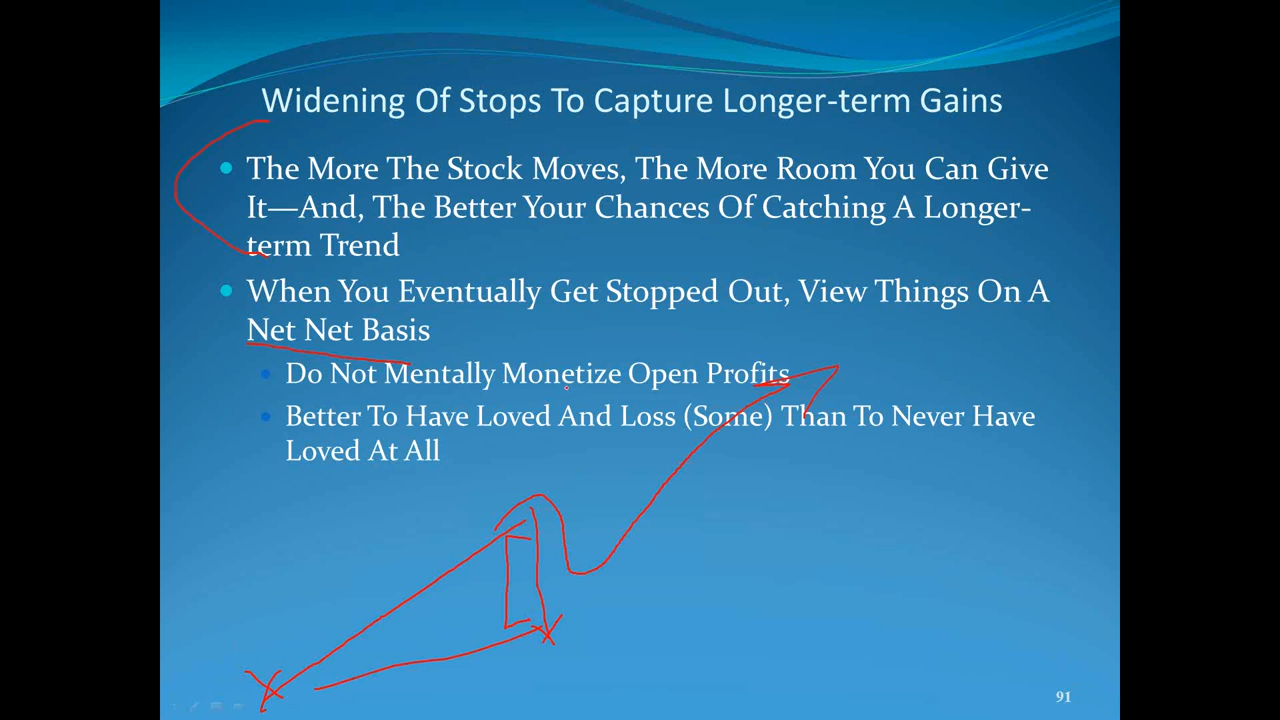 Widening Of Stops To Capture Longer-term Gains
The More The Stock Moves, The More Room You Can Give
It—And, The Better Your Chances Of Catching A Longer-
term Trend
When You Eventually Get Stopped Out, View Things On A
Net Net Basis
Do Not Mentally Monetize Open Profits
Better To Have Loved And Loss (Some) Than To Never Have
Loved At All
91